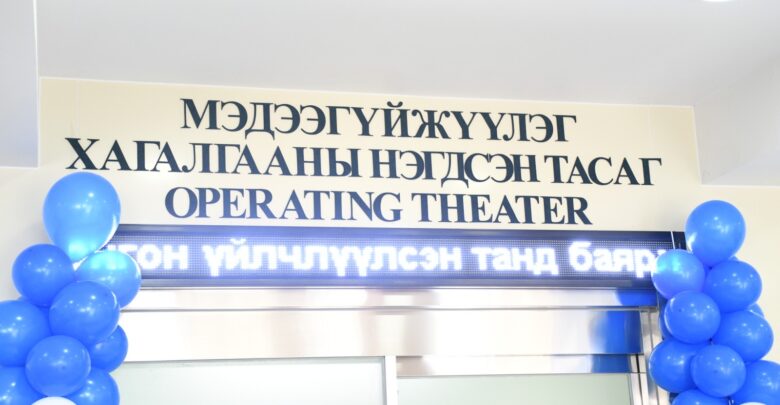 МЭДЭЭГҮЙЖҮҮЛЭГ
ХАГАЛГААНЫ НЭГДСЭН ТАСАГ
OPERATING THEATER
үйлчлүүлсэн танд